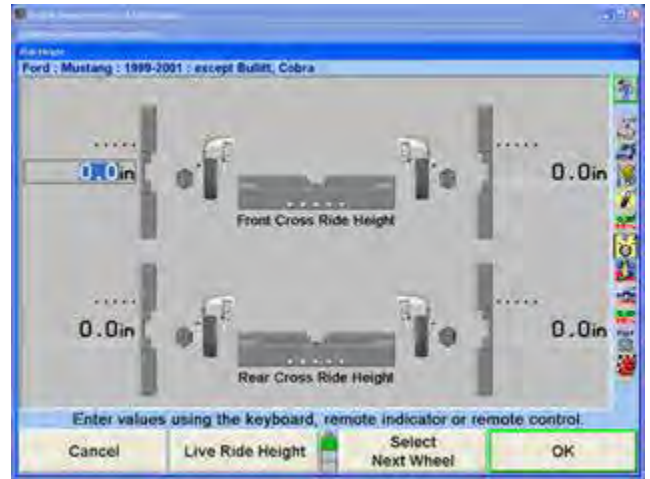 Ford : Mustang : 1999-2001 : except Bullitt, Cobra
0.0in
0.0in
Front Cross Ride Height
0.0in
0.0in
Rear Cross Ride Height
Enter values using the keyboard, remote indicator or remote control.
Cancel
Live Ride Height
Select
Next Wheel
OK